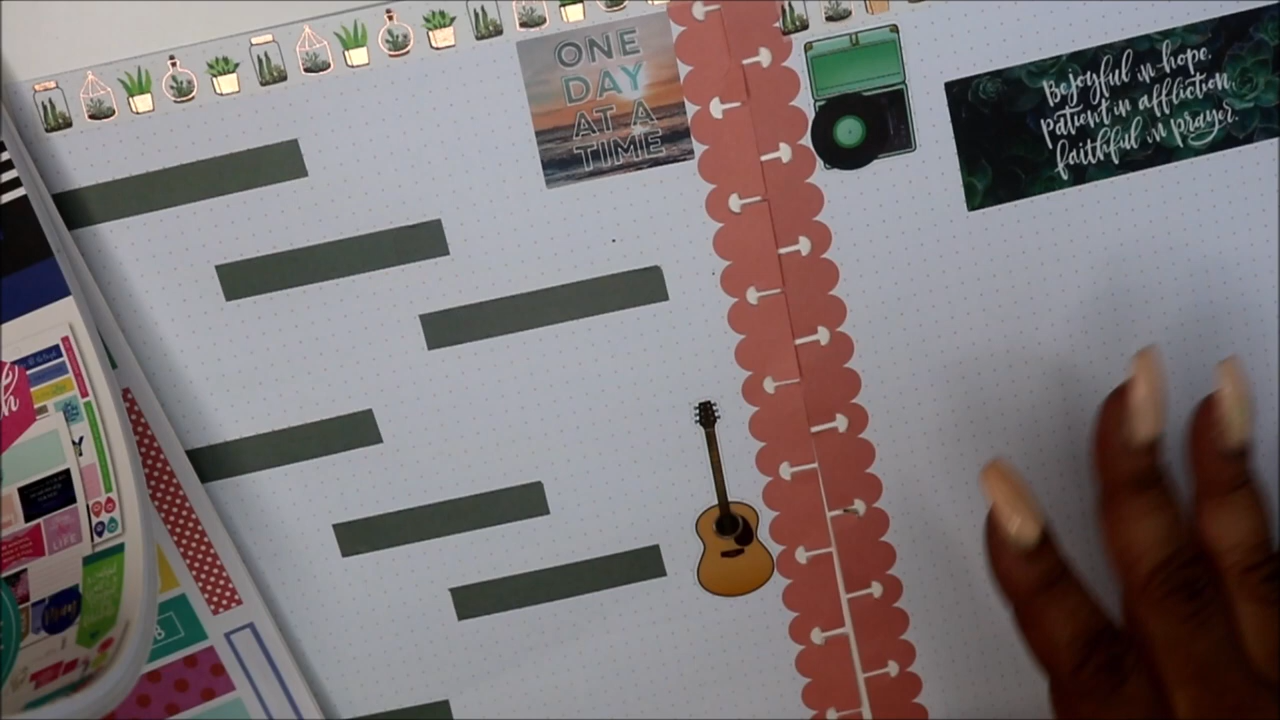 ONE
DAY
AT A
TIME
Be joyful in hope,
patient in affliction,
faithful in prayer.